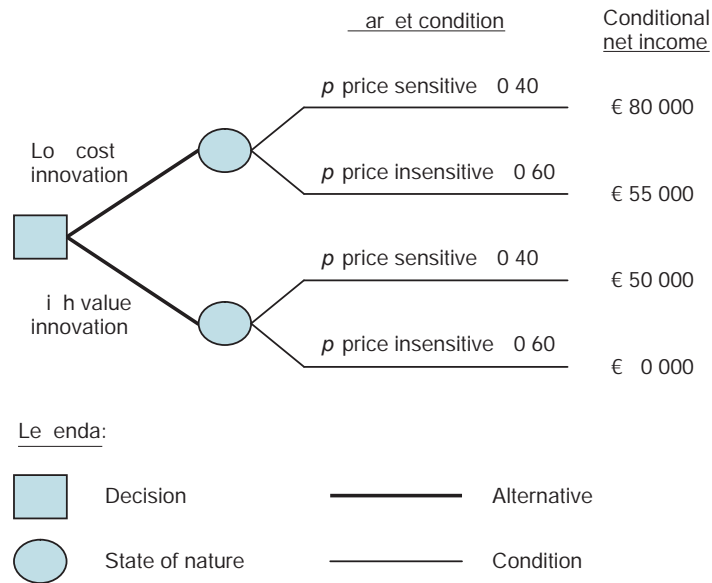 ar et condition
Conditional
net income
p price sensitive 0 40
€ 80 000
Lo cost
innovation
p price insensitive 0 60
€ 55 000
p price sensitive 0 40
€ 50 000
i h value
innovation
p price insensitive 0 60
€ 0 000
Le enda:
Decision
Alternative
State of nature
Condition